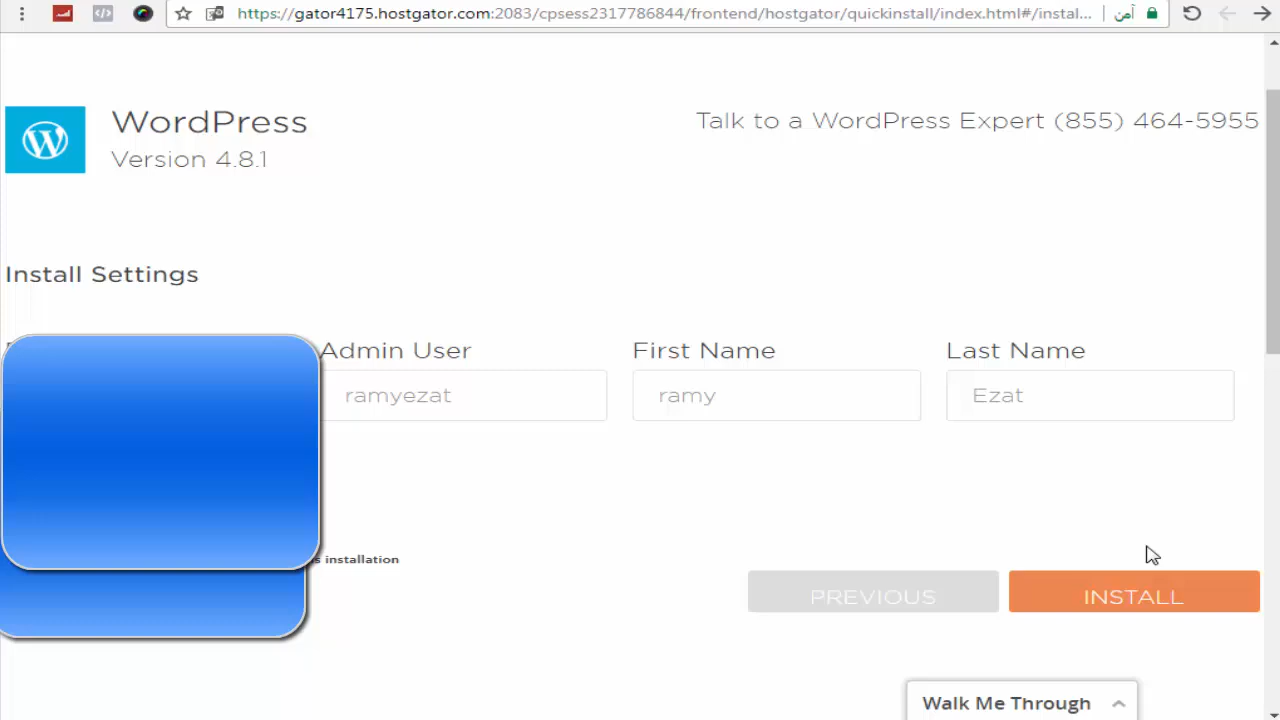 https://gator4175.hostgator.com:2083/cpsess2317786844/frontend/hostgator/quickinstall/index.html#/instal... آمن
WordPress
Version 4.8.1
Talk to a WordPress Expert (855) 464-5955
Install Settings
Admin User
First Name
Last Name
ramyezat
ramy
Ezat
installation
PREVIOUS
INSTALL
Walk Me Through